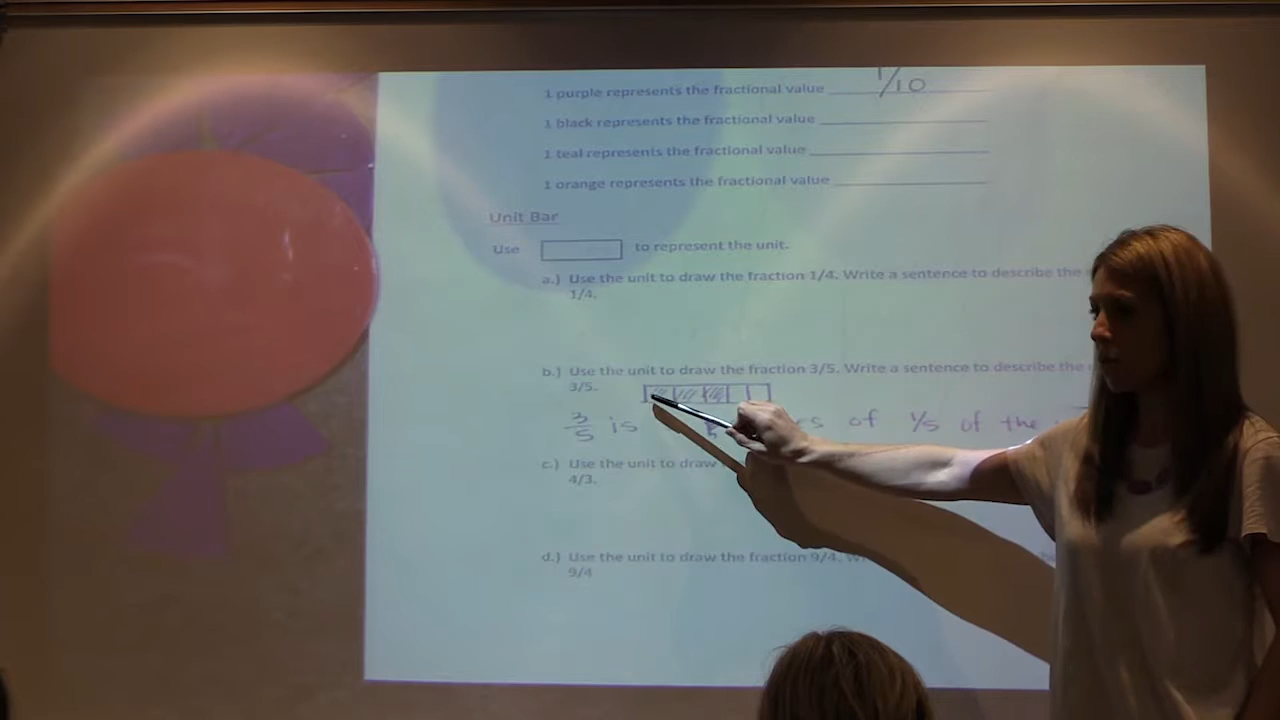 1 purple represents the fractional value 1/10
1 black represents the fractional value
1 teal represents the fractional value
1 orange represents the fractional value
Unit Bar
Use to represent the unit.
a.) Use the unit to draw the fraction 1/4. Write a sentence to describe the
1/4.
b.) Use the unit to draw the fraction 3/5. Write a sentence to describe the
3/5.
3/5 is of 1/5 of the
c.) Use the unit to draw
4/3.
d.) Use the unit to draw the fraction 9/4.
9/4